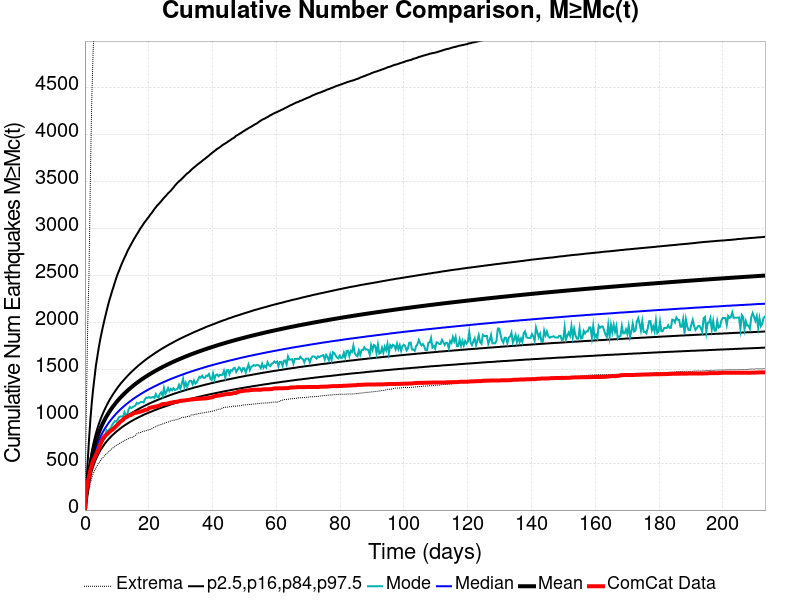 Cumulative Number Comparison, M≥Mc(t)
Cumulative Num Earthquakes M≥Mc(t)
4500
4000
3500
3000
2500
2000
1500
1000
500
0
0 20 40 60 80 100 120 140 160 180 200
Time (days)
Extrema p2.5,p16,p84,p97.5 Mode Median Mean ComCat Data